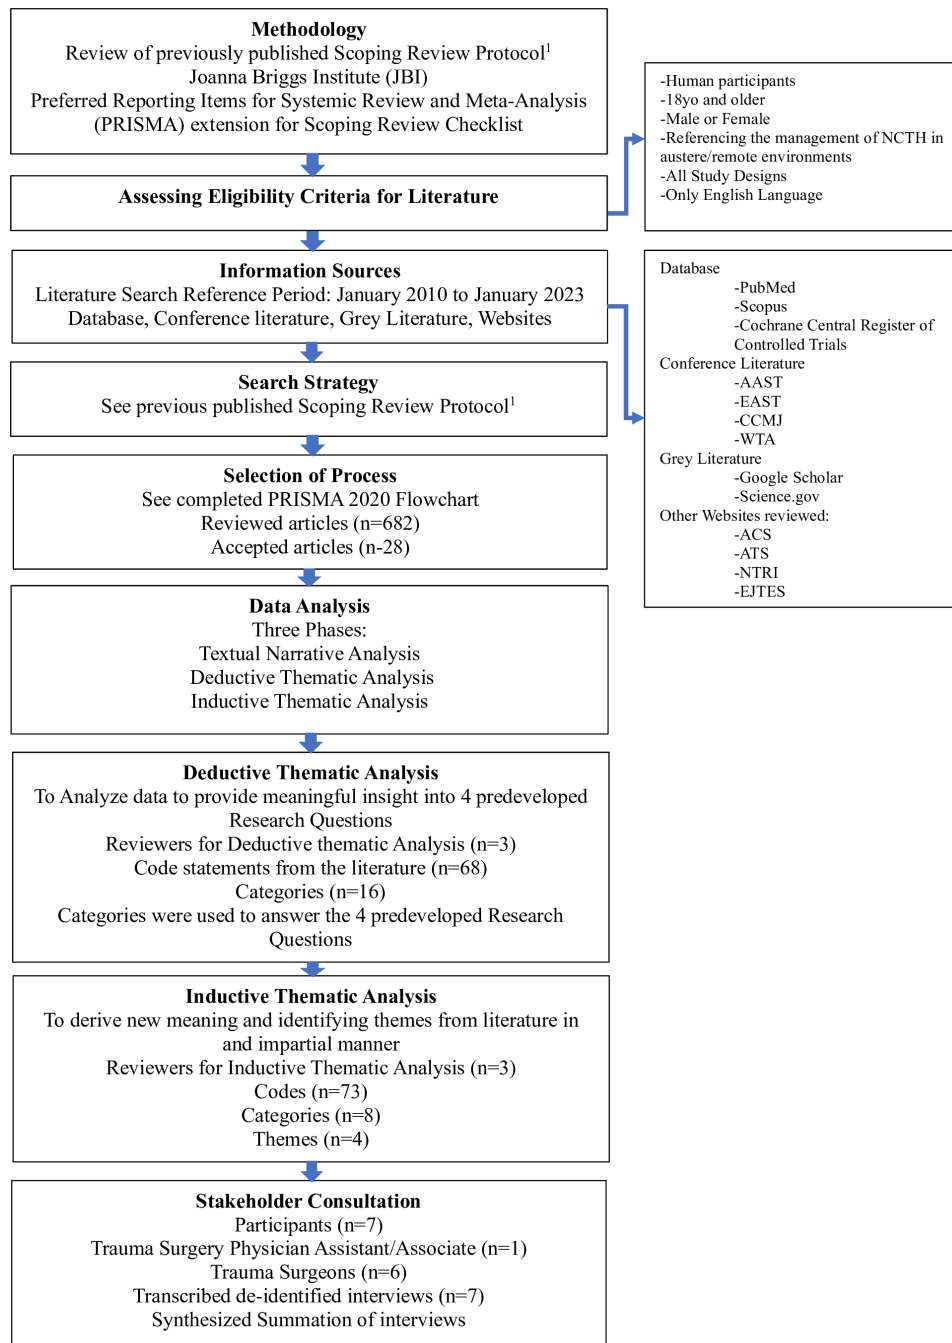 Methodology
Review of previously published Scoping Review Protocol¹
Joanna Briggs Institute (JBI)
Preferred Reporting Items for Systemic Review and Meta-Analysis
(PRISMA) extension for Scoping Review Checklist
Assessing Eligibility Criteria for Literature
-Human participants
-18yo and older
-Male or Female
-Referencing the management of NCTH in
austere/remote environments
-All Study Designs
-Only English Language
Information Sources
Literature Search Reference Period: January 2010 to January 2023
Database, Conference literature, Grey Literature, Websites
Database
-PubMed
-Scopus
-Cochrane Central Register of
Controlled Trials
Conference Literature
-AAST
-EAST
-CCMJ
-WTA
Grey Literature
-Google Scholar
-Science.gov
Other Websites reviewed:
-ACS
-ATS
-NTRI
-EJTES
Search Strategy
See previous published Scoping Review Protocol¹
Selection of Process
See completed PRISMA 2020 Flowchart
Reviewed articles (n=682)
Accepted articles (n-28)
Data Analysis
Three Phases:
Textual Narrative Analysis
Deductive Thematic Analysis
Inductive Thematic Analysis
Deductive Thematic Analysis
To Analyze data to provide meaningful insight into 4 predeveloped
Research Questions
Reviewers for Deductive thematic Analysis (n=3)
Code statements from the literature (n=68)
Categories (n=16)
Categories were used to answer the 4 predeveloped Research
Questions
Inductive Thematic Analysis
To derive new meaning and identifying themes from literature in
and impartial manner
Reviewers for Inductive Thematic Analysis (n=3)
Codes (n=73)
Categories (n=8)
Themes (n=4)
Stakeholder Consultation
Participants (n=7)
Trauma Surgery Physician Assistant/Associate (n=1)
Trauma Surgeons (n=6)
Transcribed de-identified interviews (n=7)
Synthesized Summation of interviews